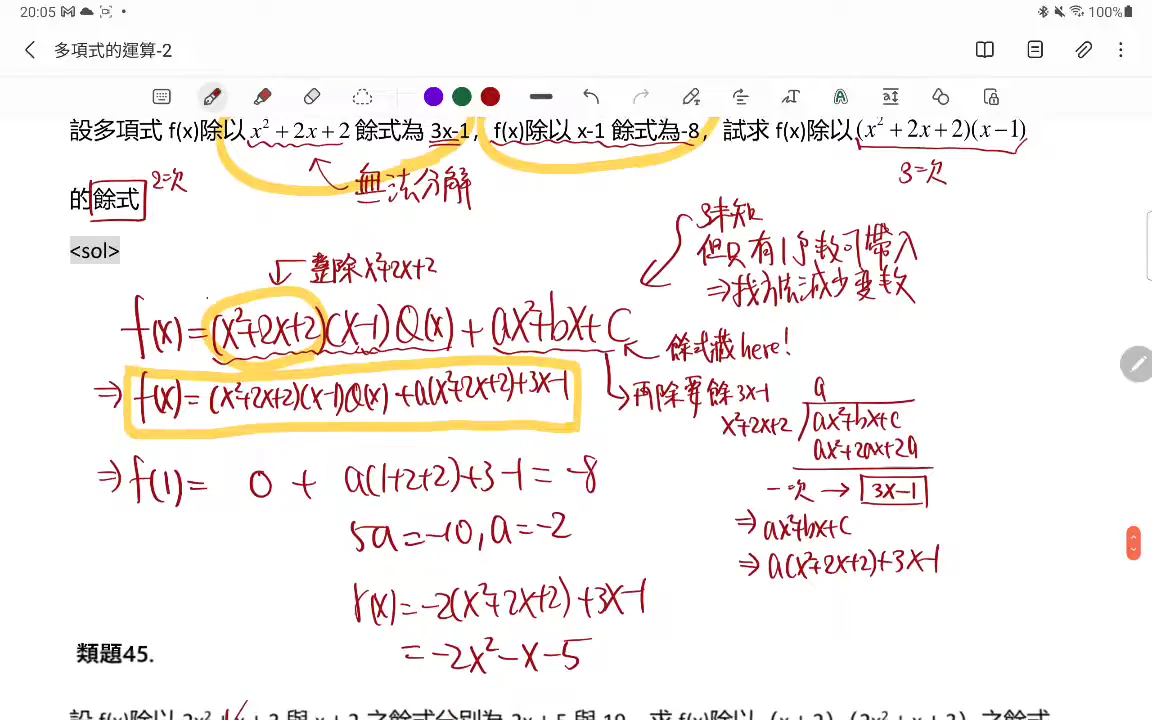 20:05 100%
多項式的運算-2
設多項式 f(x)除以 x²+2x+2 餘式為 3x-1，f(x)除以 x-1 餘式為-8，試求 f(x)除以(x²+2x+2)(x-1)
3次
的餘式 2次
無法分解
<sol>
3未知
但只有1個數可帶入
⇒找方法減少變數
整除x²+2x+2
f(x)=(x²+2x+2)(x-1)Q(x)+ax²+bx+c
餘式藏here!
⇒ f(x)=(x²+2x+2)(x-1)Q(x)+a(x²+2x+2)+3x-1
再除要餘3x-1
a
x²+2x+2 ax²+bx+c
ax²+2ax+2a
一次 → 3x-1
⇒ax²+bx+c
⇒a(x²+2x+2)+3x-1
⇒f(1)= 0 + a(1+2+2)+3-1=-8
5a=-10, a=-2
r(x)=-2(x²+2x+2)+3x-1
=-2x²-x-5
類題45.